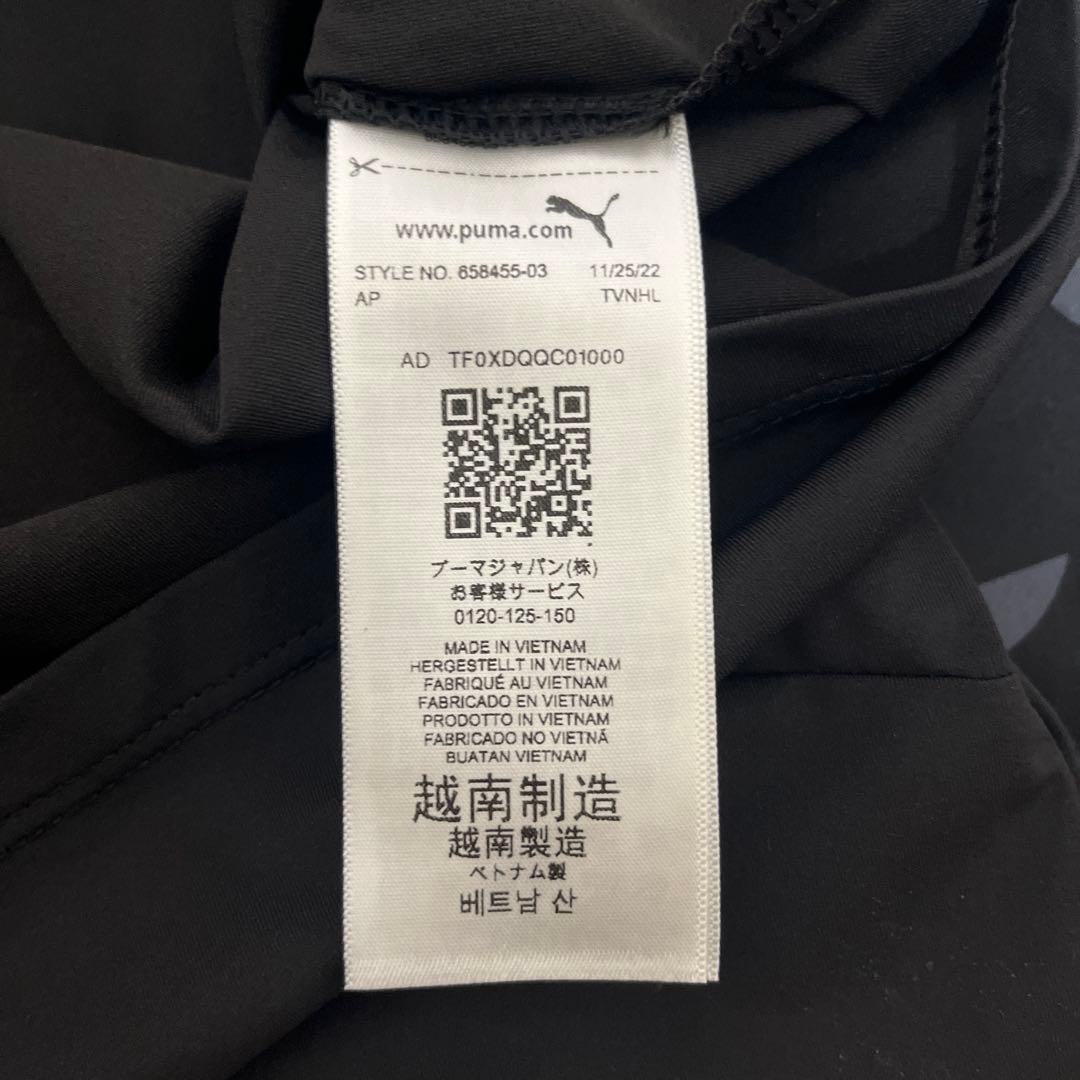 www.puma.com
STYLE NO. 658455-03 11/25/22
AP TVNHL
AD TF0XDQQC01000
プーマジャパン(株)
お客様サービス
0120-125-150
MADE IN VIETNAM
HERGESTELLT IN VIETNAM
FABRIQUÉ AU VIETNAM
FABRICADO EN VIETNAM
PRODOTTO IN VIETNAM
FABRICADO NO VIETNÃ
BUATAN VIETNAM
越南制造
越南製造
ベトナム製
베트남 산